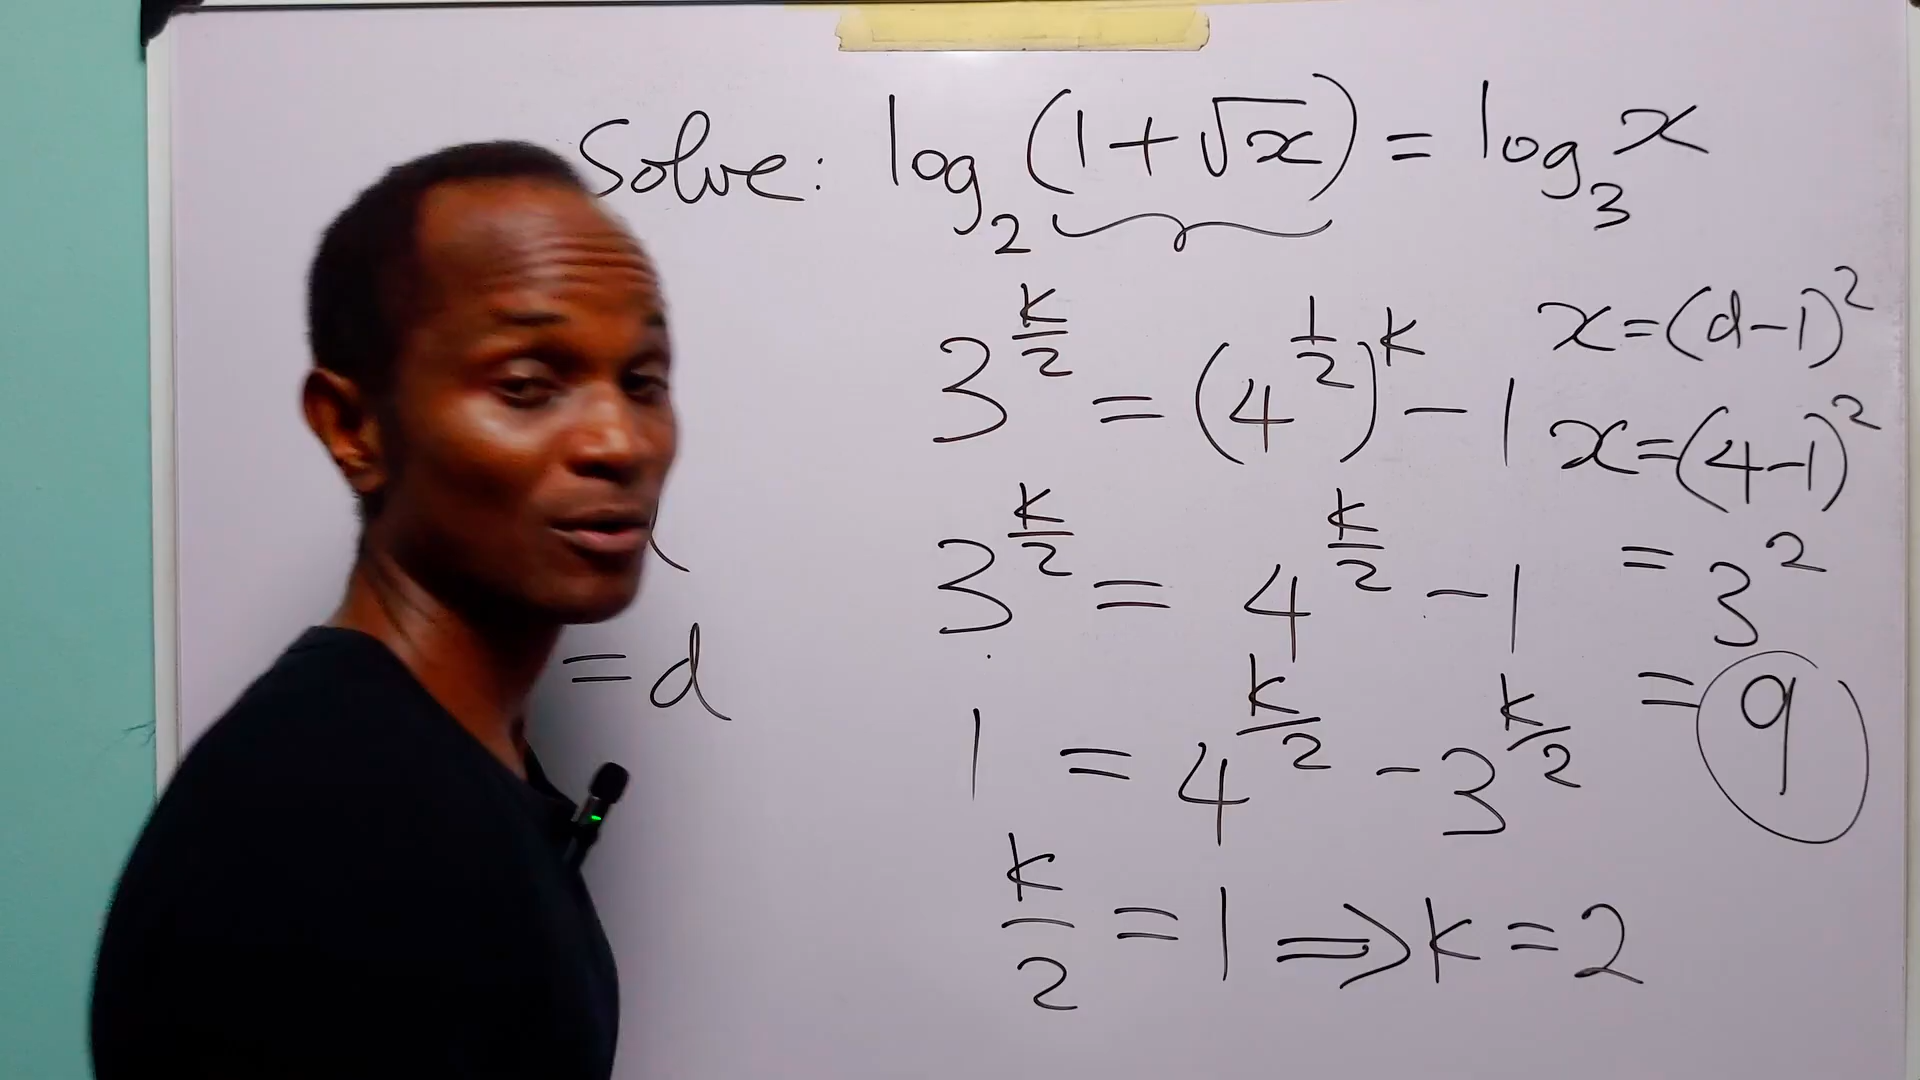 Solve: log₂(1+√x) = log₃x
3^(k/2) = (4^(1/2))^k - 1
3^(k/2) = 4^(k/2) - 1
= d
1 = 4^(k/2) - 3^(k/2)
k/2 = 1 ⇒ k = 2
x=(d-1)²
x=(4-1)²
= 3²
= 9